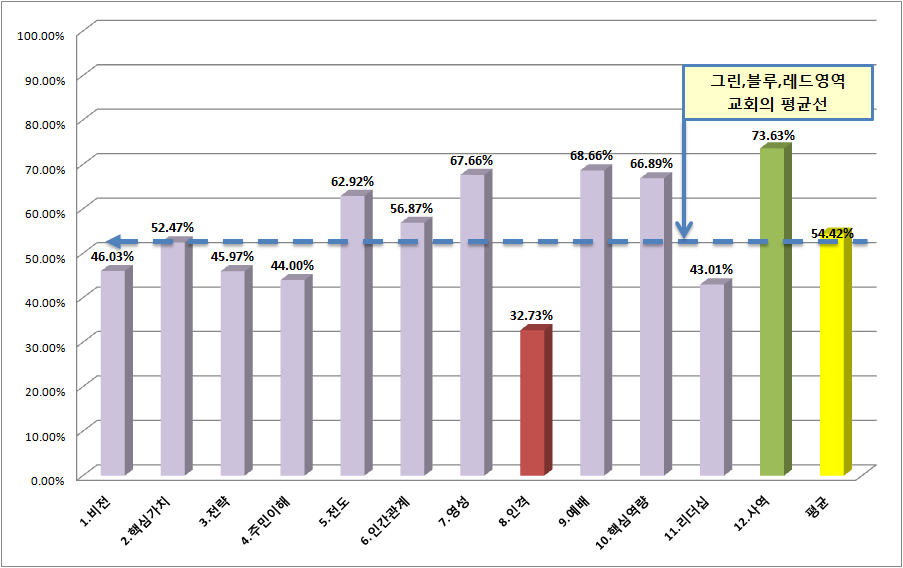 100.00%
90.00%
80.00%
70.00%
60.00%
50.00%
40.00%
30.00%
20.00%
10.00%
0.00%
그린,블루,레드영역
교회의 평균선
46.03%
52.47%
45.97%
44.00%
62.92%
56.87%
67.66%
32.73%
68.66%
66.89%
43.01%
73.63%
54.42%
1.비전
2.핵심가치
3.전략
4.주민이해
5.전도
6.인간관계
7.영성
8.인격
9.예배
10.핵심역량
11.리더십
12.사역
평균